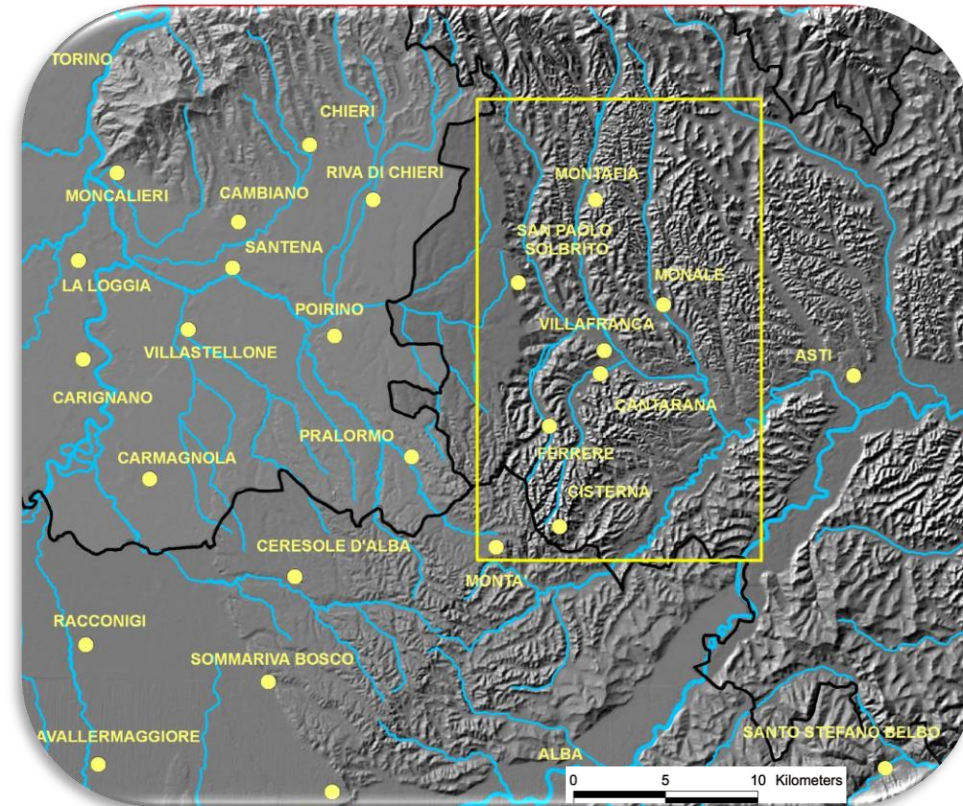 TORINO
CHIERI
RIVA DI CHIERI
MONCALIERI
CAMBIANO
MONTAFIA
SANTENA
SAN PAOLO
SOLBRITO
LA LOGGIA
MONALE
POIRINO
VILLAFRANCA
VILLASTELLONE
ASTI
CARIGNANO
CANTARANA
PRALORMO
FERRERE
CARMAGNOLA
CISTERNA
CERESOLE D'ALBA
MONTA'
RACCONIGI
SOMMARIVA BOSCO
AVALLERMAGGIORE
SANTO STEFANO BELBO
ALBA
0 5 10 Kilometers